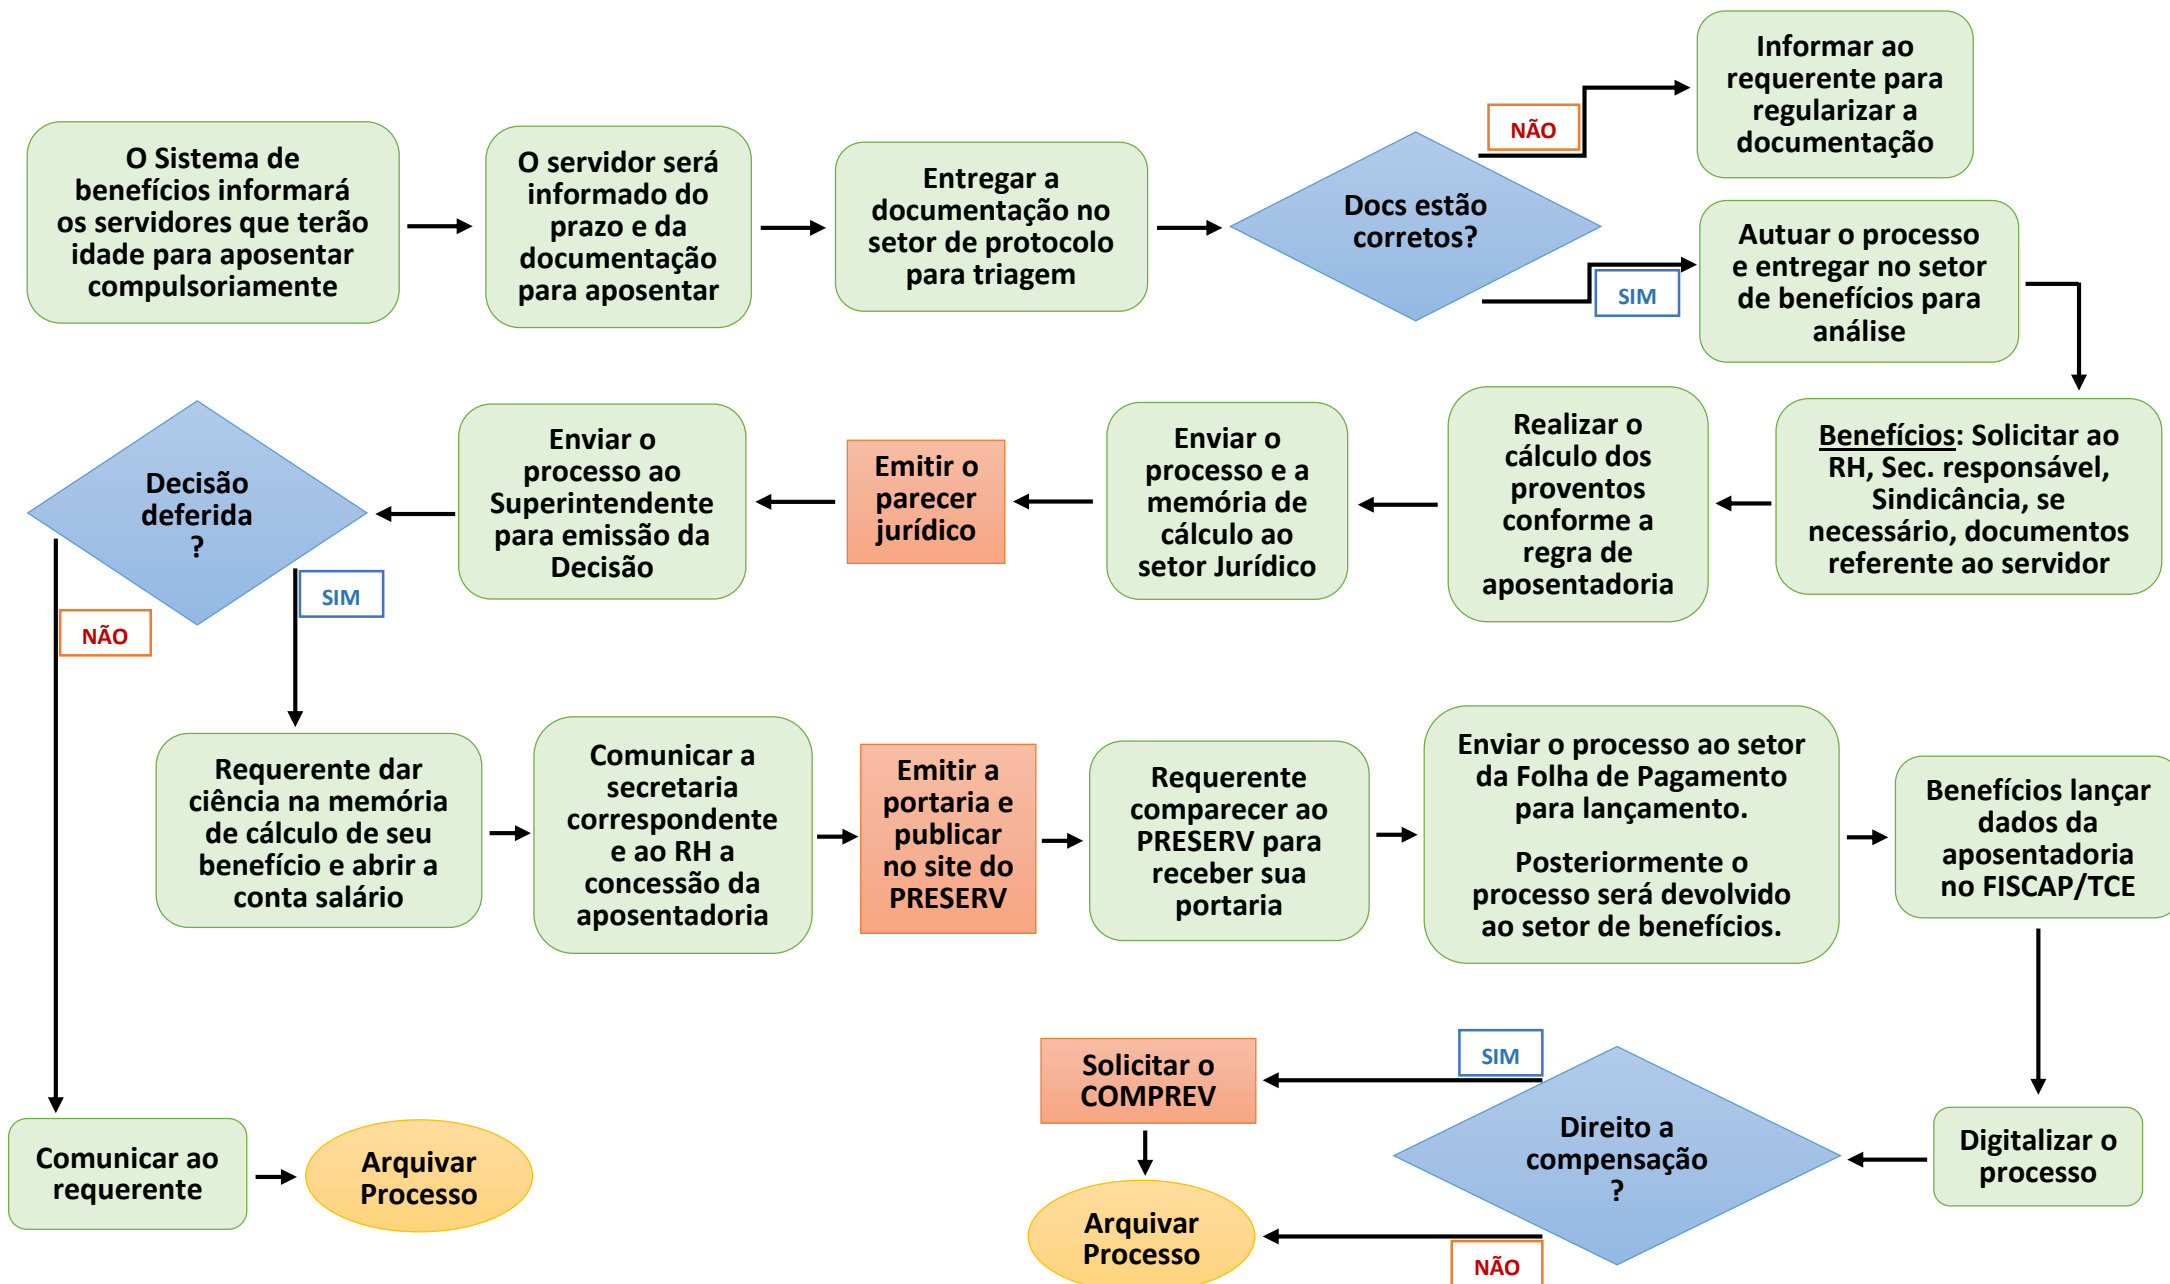 O Sistema de
benefícios informará
os servidores que terão
idade para aposentar
compulsoriamente
O servidor será
informado do
prazo e da
documentação
para aposentar
Entregar a
documentação no
setor de protocolo
para triagem
Docs estão
corretos?
NÃO
Informar ao
requerente para
regularizar a
documentação
SIM
Autuar o processo
e entregar no setor
de benefícios para
análise
Benefícios: Solicitar ao
RH, Sec. responsável,
Sindicância, se
necessário, documentos
referente ao servidor
Realizar o
cálculo dos
proventos
conforme a
regra de
aposentadoria
Enviar o
processo e a
memória de
cálculo ao
setor Jurídico
Emitir o
parecer
jurídico
Enviar o
processo ao
Superintendente
para emissão da
Decisão
Decisão
deferida
?
SIM
NÃO
Requerente dar
ciência na memória
de cálculo de seu
benefício e abrir a
conta salário
Comunicar a
secretaria
correspondente
e ao RH a
concessão da
aposentadoria
Emitir a
portaria e
publicar
no site do
PRESERV
Requerente
comparecer ao
PRESERV para
receber sua
portaria
Enviar o processo ao setor
da Folha de Pagamento
para lançamento.
Posteriormente o
processo será devolvido
ao setor de benefícios.
Benefícios lançar
dados da
aposentadoria
no FISCAP/TCE
Digitalizar o
processo
Direito a
compensação
?
SIM
Solicitar o
COMPREV
NÃO
Arquivar
Processo
Comunicar ao
requerente
Arquivar
Processo